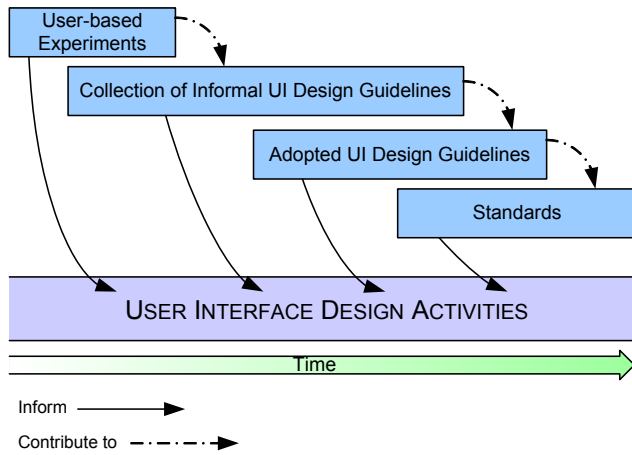 User-based
Experiments
Collection of Informal UI Design Guidelines
Adopted UI Design Guidelines
Standards
USER INTERFACE DESIGN ACTIVITIES
Time
Inform
Contribute to